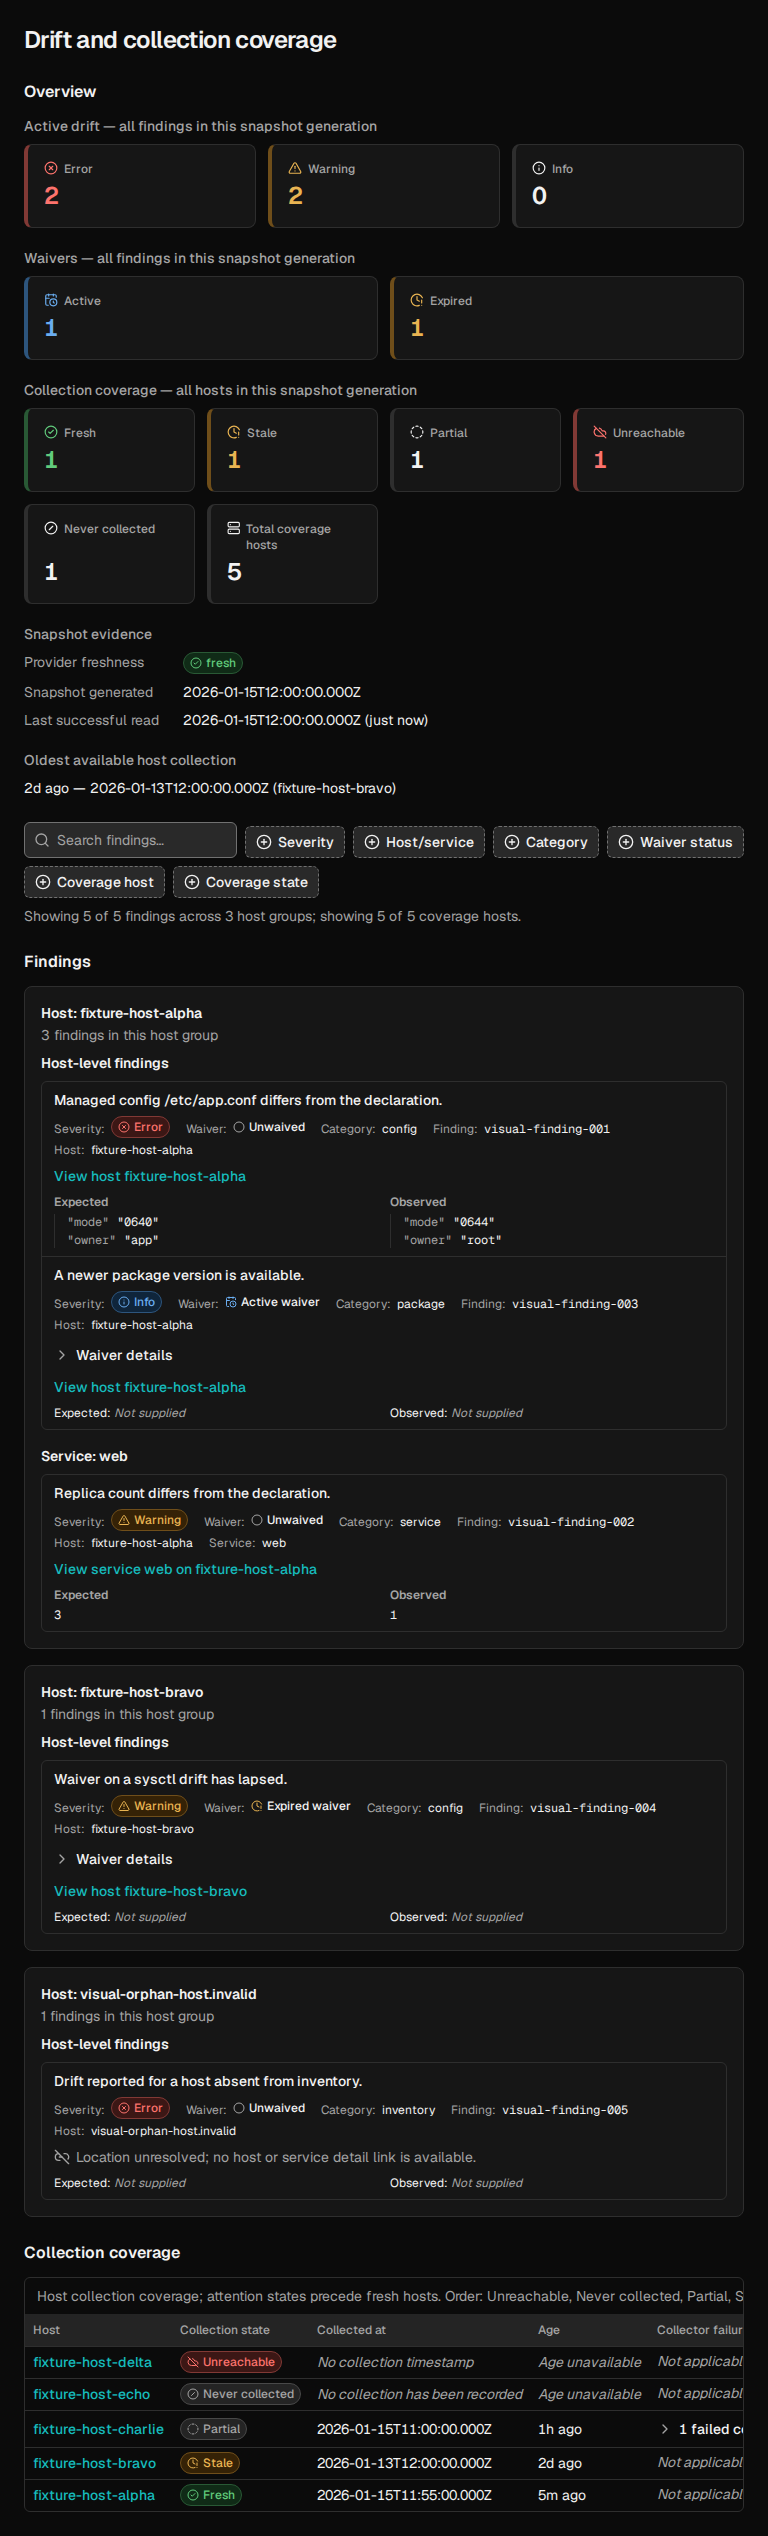 Drift and collection coverage
Overview
Active drift — all findings in this snapshot generation
Error
2
Warning
2
Info
0
Waivers — all findings in this snapshot generation
Active
1
Expired
1
Collection coverage — all hosts in this snapshot generation
Fresh
1
Stale
1
Partial
1
Unreachable
1
Never collected
1
Total coverage
hosts
5
Snapshot evidence
Provider freshness fresh
Snapshot generated 2026-01-15T12:00:00.000Z
Last successful read 2026-01-15T12:00:00.000Z (just now)
Oldest available host collection
2d ago — 2026-01-13T12:00:00.000Z (fixture-host-bravo)
Search findings… Severity Host/service Category Waiver status
Coverage host Coverage state
Showing 5 of 5 findings across 3 host groups; showing 5 of 5 coverage hosts.
Findings
Host: fixture-host-alpha
3 findings in this host group
Host-level findings
Managed config /etc/app.conf differs from the declaration.
Severity: Error Waiver: Unwaived Category: config Finding: visual-finding-001
Host: fixture-host-alpha
View host fixture-host-alpha
Expected Observed
"mode" "0640" "mode" "0644"
"owner" "app" "owner" "root"
A newer package version is available.
Severity: Info Waiver: Active waiver Category: package Finding: visual-finding-003
Host: fixture-host-alpha
Waiver details
View host fixture-host-alpha
Expected: Not supplied Observed: Not supplied
Service: web
Replica count differs from the declaration.
Severity: Warning Waiver: Unwaived Category: service Finding: visual-finding-002
Host: fixture-host-alpha Service: web
View service web on fixture-host-alpha
Expected Observed
3 1
Host: fixture-host-bravo
1 findings in this host group
Host-level findings
Waiver on a sysctl drift has lapsed.
Severity: Warning Waiver: Expired waiver Category: config Finding: visual-finding-004
Host: fixture-host-bravo
Waiver details
View host fixture-host-bravo
Expected: Not supplied Observed: Not supplied
Host: visual-orphan-host.invalid
1 findings in this host group
Host-level findings
Drift reported for a host absent from inventory.
Severity: Error Waiver: Unwaived Category: inventory Finding: visual-finding-005
Host: visual-orphan-host.invalid
Location unresolved; no host or service detail link is available.
Expected: Not supplied Observed: Not supplied
Collection coverage
Host collection coverage; attention states precede fresh hosts. Order: Unreachable, Never collected, Partial, S
Host Collection state Collected at Age Collector failur
fixture-host-delta Unreachable No collection timestamp Age unavailable Not applicabl
fixture-host-echo Never collected No collection has been recorded Age unavailable Not applicabl
fixture-host-charlie Partial 2026-01-15T11:00:00.000Z 1h ago 1 failed co
fixture-host-bravo Stale 2026-01-13T12:00:00.000Z 2d ago Not applicabl
fixture-host-alpha Fresh 2026-01-15T11:55:00.000Z 5m ago Not applicabl